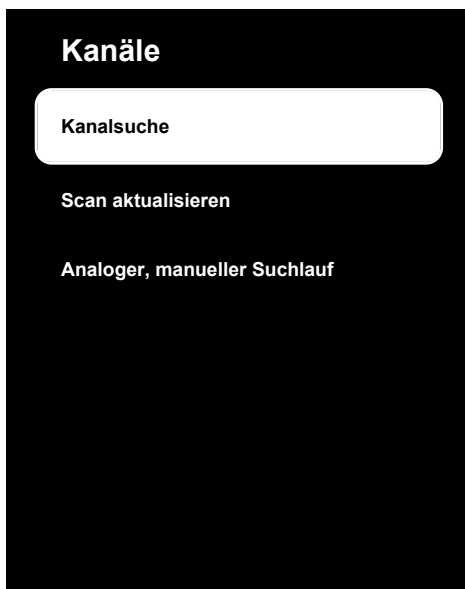 Kanäle
Kanalsuche
Scan aktualisieren
Analoger, manueller Suchlauf